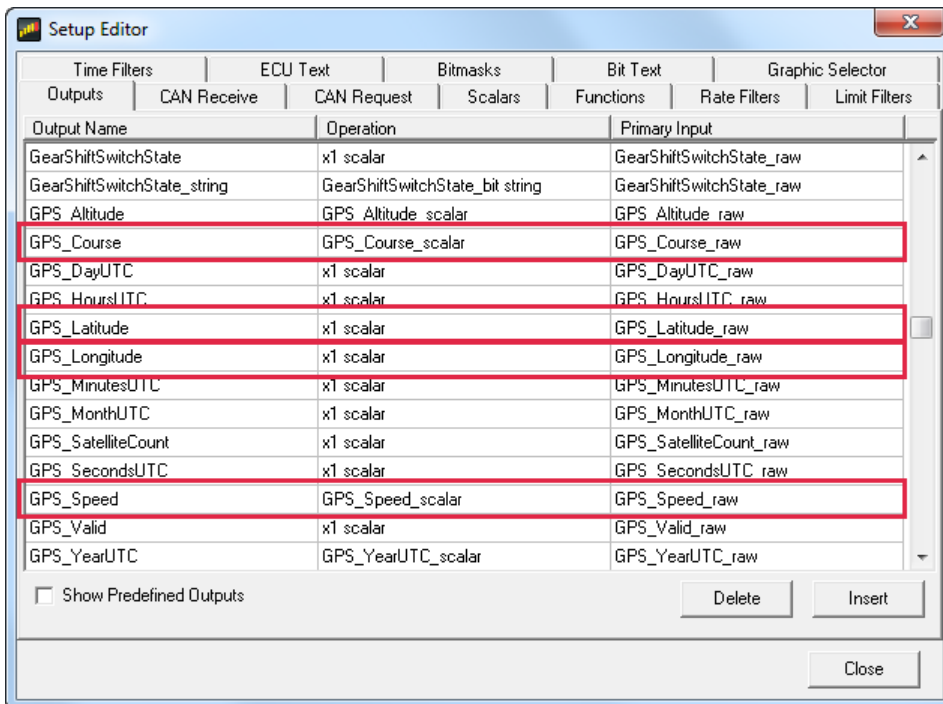 Setup Editor
Time Filters ECU Text Bitmasks Bit Text Graphic Selector
Outputs CAN Receive CAN Request Scalars Functions Rate Filters Limit Filters
Output Name Operation Primary Input
GearShiftSwitchState x1 scalar GearShiftSwitchState_raw
GearShiftSwitchState_string GearShiftSwitchState_bit string GearShiftSwitchState_raw
GPS_Altitude GPS_Altitude_scalar GPS_Altitude_raw
GPS_Course GPS_Course_scalar GPS_Course_raw
GPS_DayUTC x1 scalar GPS_DayUTC_raw
GPS_HoursUTC x1 scalar GPS_HoursUTC_raw
GPS_Latitude x1 scalar GPS_Latitude_raw
GPS_Longitude x1 scalar GPS_Longitude_raw
GPS_MinutesUTC x1 scalar GPS_MinutesUTC_raw
GPS_MonthUTC x1 scalar GPS_MonthUTC_raw
GPS_SatelliteCount x1 scalar GPS_SatelliteCount_raw
GPS_SecondsUTC x1 scalar GPS_SecondsUTC_raw
GPS_Speed GPS_Speed_scalar GPS_Speed_raw
GPS_Valid x1 scalar GPS_Valid_raw
GPS_YearUTC GPS_YearUTC_scalar GPS_YearUTC_raw
Show Predefined Outputs Delete Insert
Close